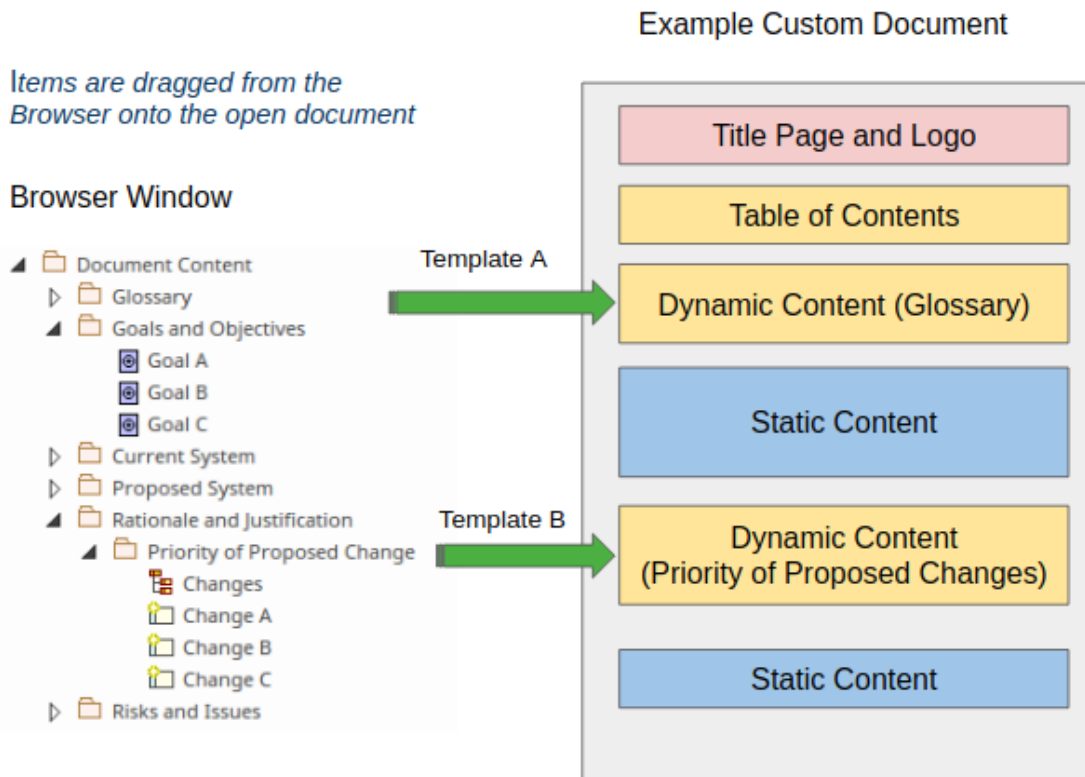 Example Custom Document
Items are dragged from the
Browser onto the open document
Browser Window
Document Content
Glossary
Goals and Objectives
Goal A
Goal B
Goal C
Current System
Proposed System
Rationale and Justification
Priority of Proposed Change
Changes
Change A
Change B
Change C
Risks and Issues
Template A
Template B
Title Page and Logo
Table of Contents
Dynamic Content (Glossary)
Static Content
Dynamic Content
(Priority of Proposed Changes)
Static Content